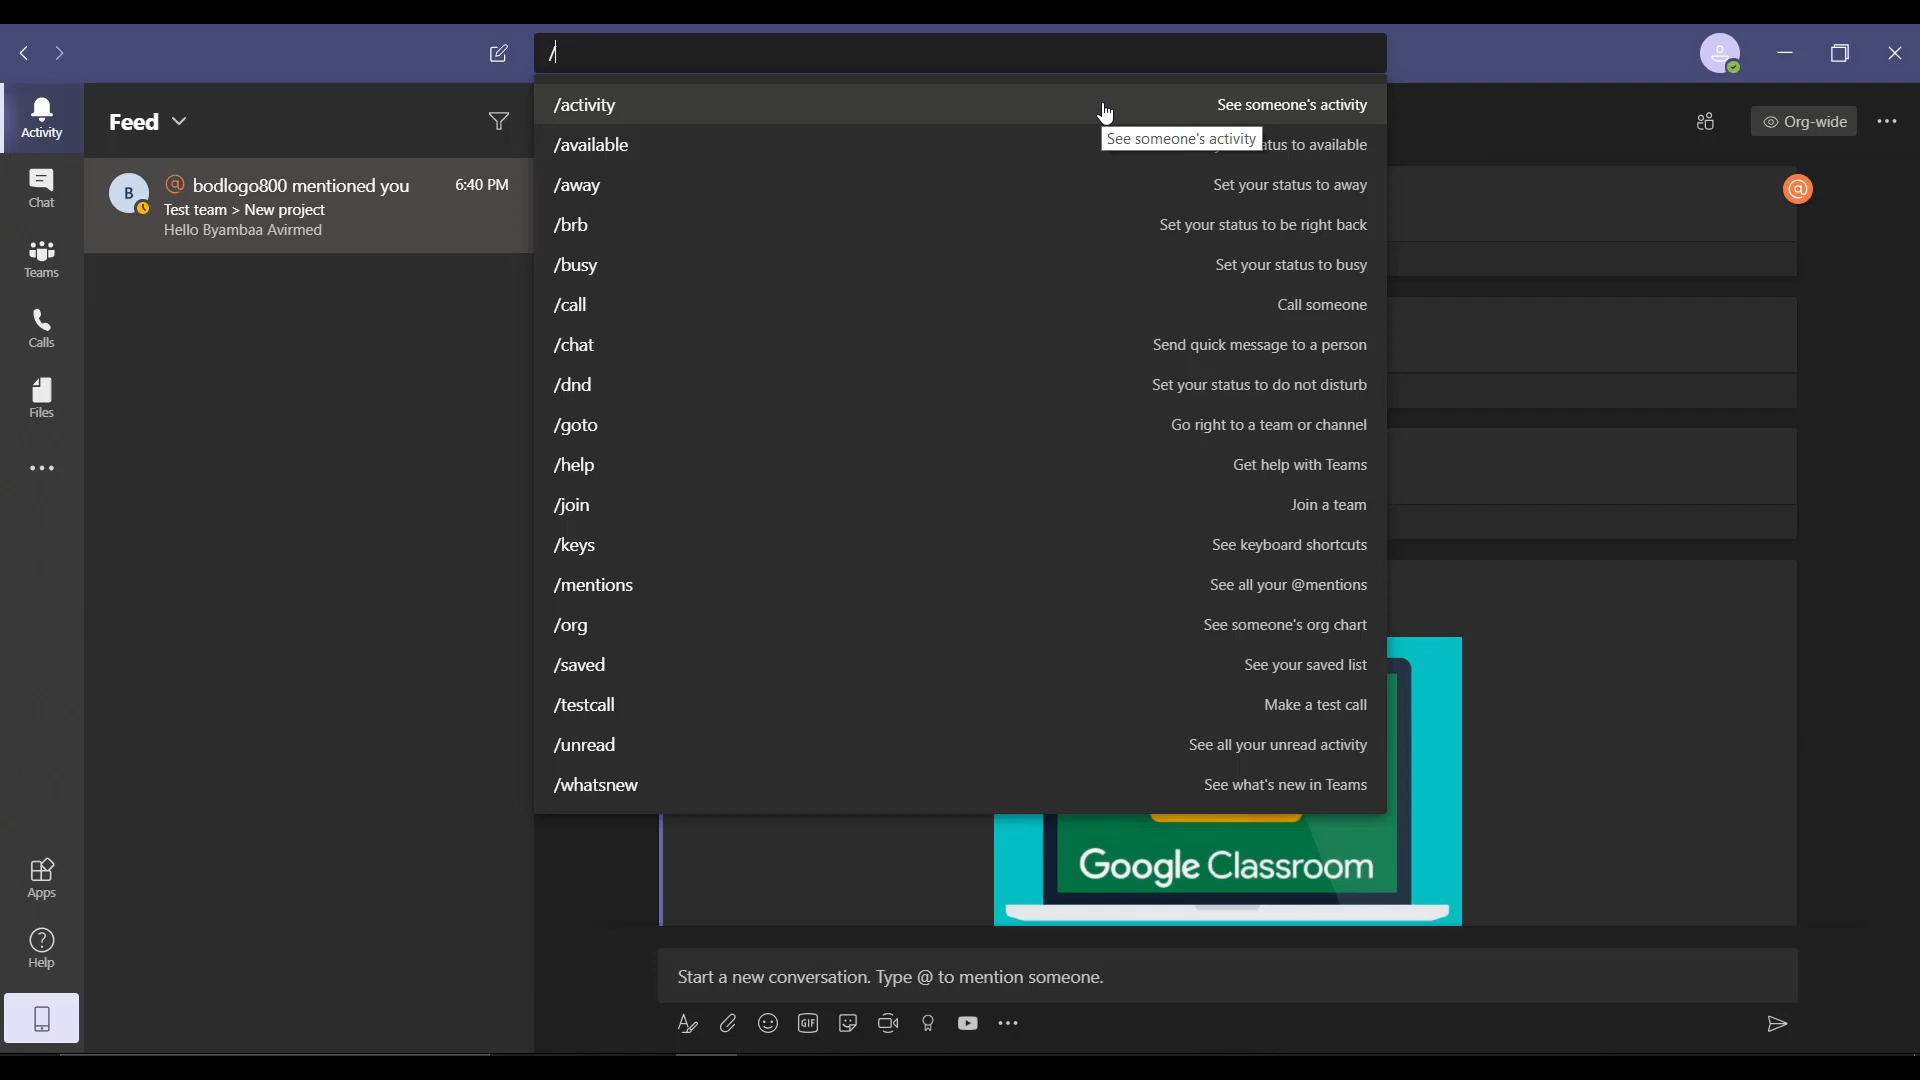 /
Activity
Chat
Teams
Calls
Files
Apps
Help
Feed
@ bodlogo800 mentioned you 6:40 PM
B
Test team > New project
Hello Byambaa Avirmed
/activity See someone's activity
See someone's activity
/available atus to available
/away Set your status to away
/brb Set your status to be right back
/busy Set your status to busy
/call Call someone
/chat Send quick message to a person
/dnd Set your status to do not disturb
/goto Go right to a team or channel
/help Get help with Teams
/join Join a team
/keys See keyboard shortcuts
/mentions See all your @mentions
/org See someone's org chart
/saved See your saved list
/testcall Make a test call
/unread See all your unread activity
/whatsnew See what's new in Teams
Org-wide
@
Google Classroom
Start a new conversation. Type @ to mention someone.
GIF